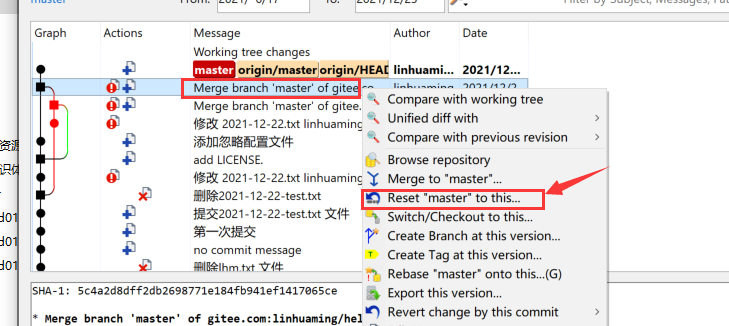 master From: 2021/ 6/17 To: 2021/12/23 Filter by Subject, Messages, Pa
Graph Actions Message Author Date
Working tree changes
master origin/master origin/HEAD linhuaming 2021/12...
Merge branch 'master' of gitee.co
Merge branch 'master' of gitee.
修改 2021-12-22.txt linhuaming
添加忽略配置文件
add LICENSE.
修改 2021-12-22.txt linhuaming
删除2021-12-22-test.txt
提交2021-12-22.txt 文件
第一次提交
no commit message
删除lhm.txt 文件
Compare with working tree
Unified diff with
Compare with previous revision
Browse repository
Merge to "master"...
Reset "master" to this...
Switch/Checkout to this...
Create Branch at this version...
Create Tag at this version...
Rebase "master" onto this...(G)
Export this version...
Revert change by this commit
SHA-1: 5c4a2d8dff2db2698771e184fb941ef1417065ce
* Merge branch 'master' of gitee.com:linhuaming/hel
资源
识体
d01
d01
d01